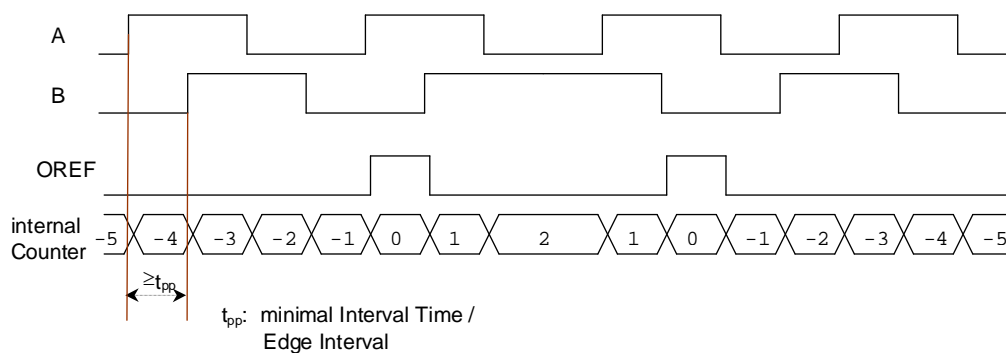 A
B
OREF
internal
Counter
-5 -4 -3 -2 -1 0 1 2 1 0 -1 -2 -3 -4 -5
≥tpp
tpp: minimal Interval Time /
Edge Interval